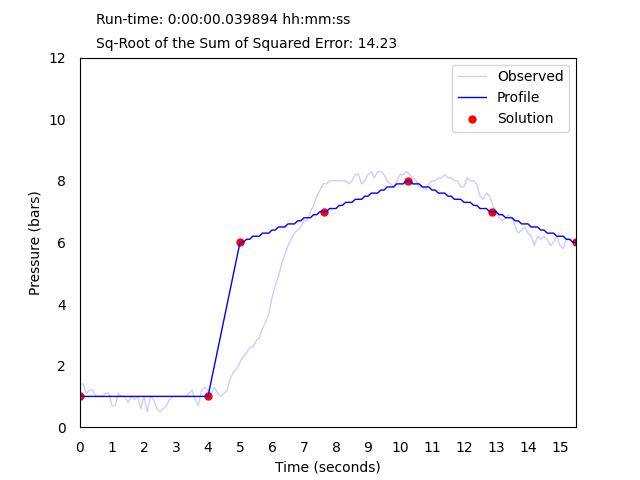 Run-time: 0:00:00.039894 hh:mm:ss
Sq-Root of the Sum of Squared Error: 14.23
Observed
Profile
Solution
Pressure (bars)
12
10
8
6
4
2
0
0 1 2 3 4 5 6 7 8 9 10 11 12 13 14 15
Time (seconds)